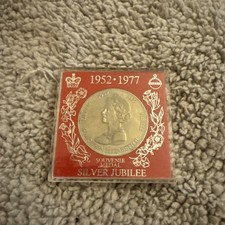 1952 · 1977
SOUVENIR
MEDAL
SILVER JUBILEE